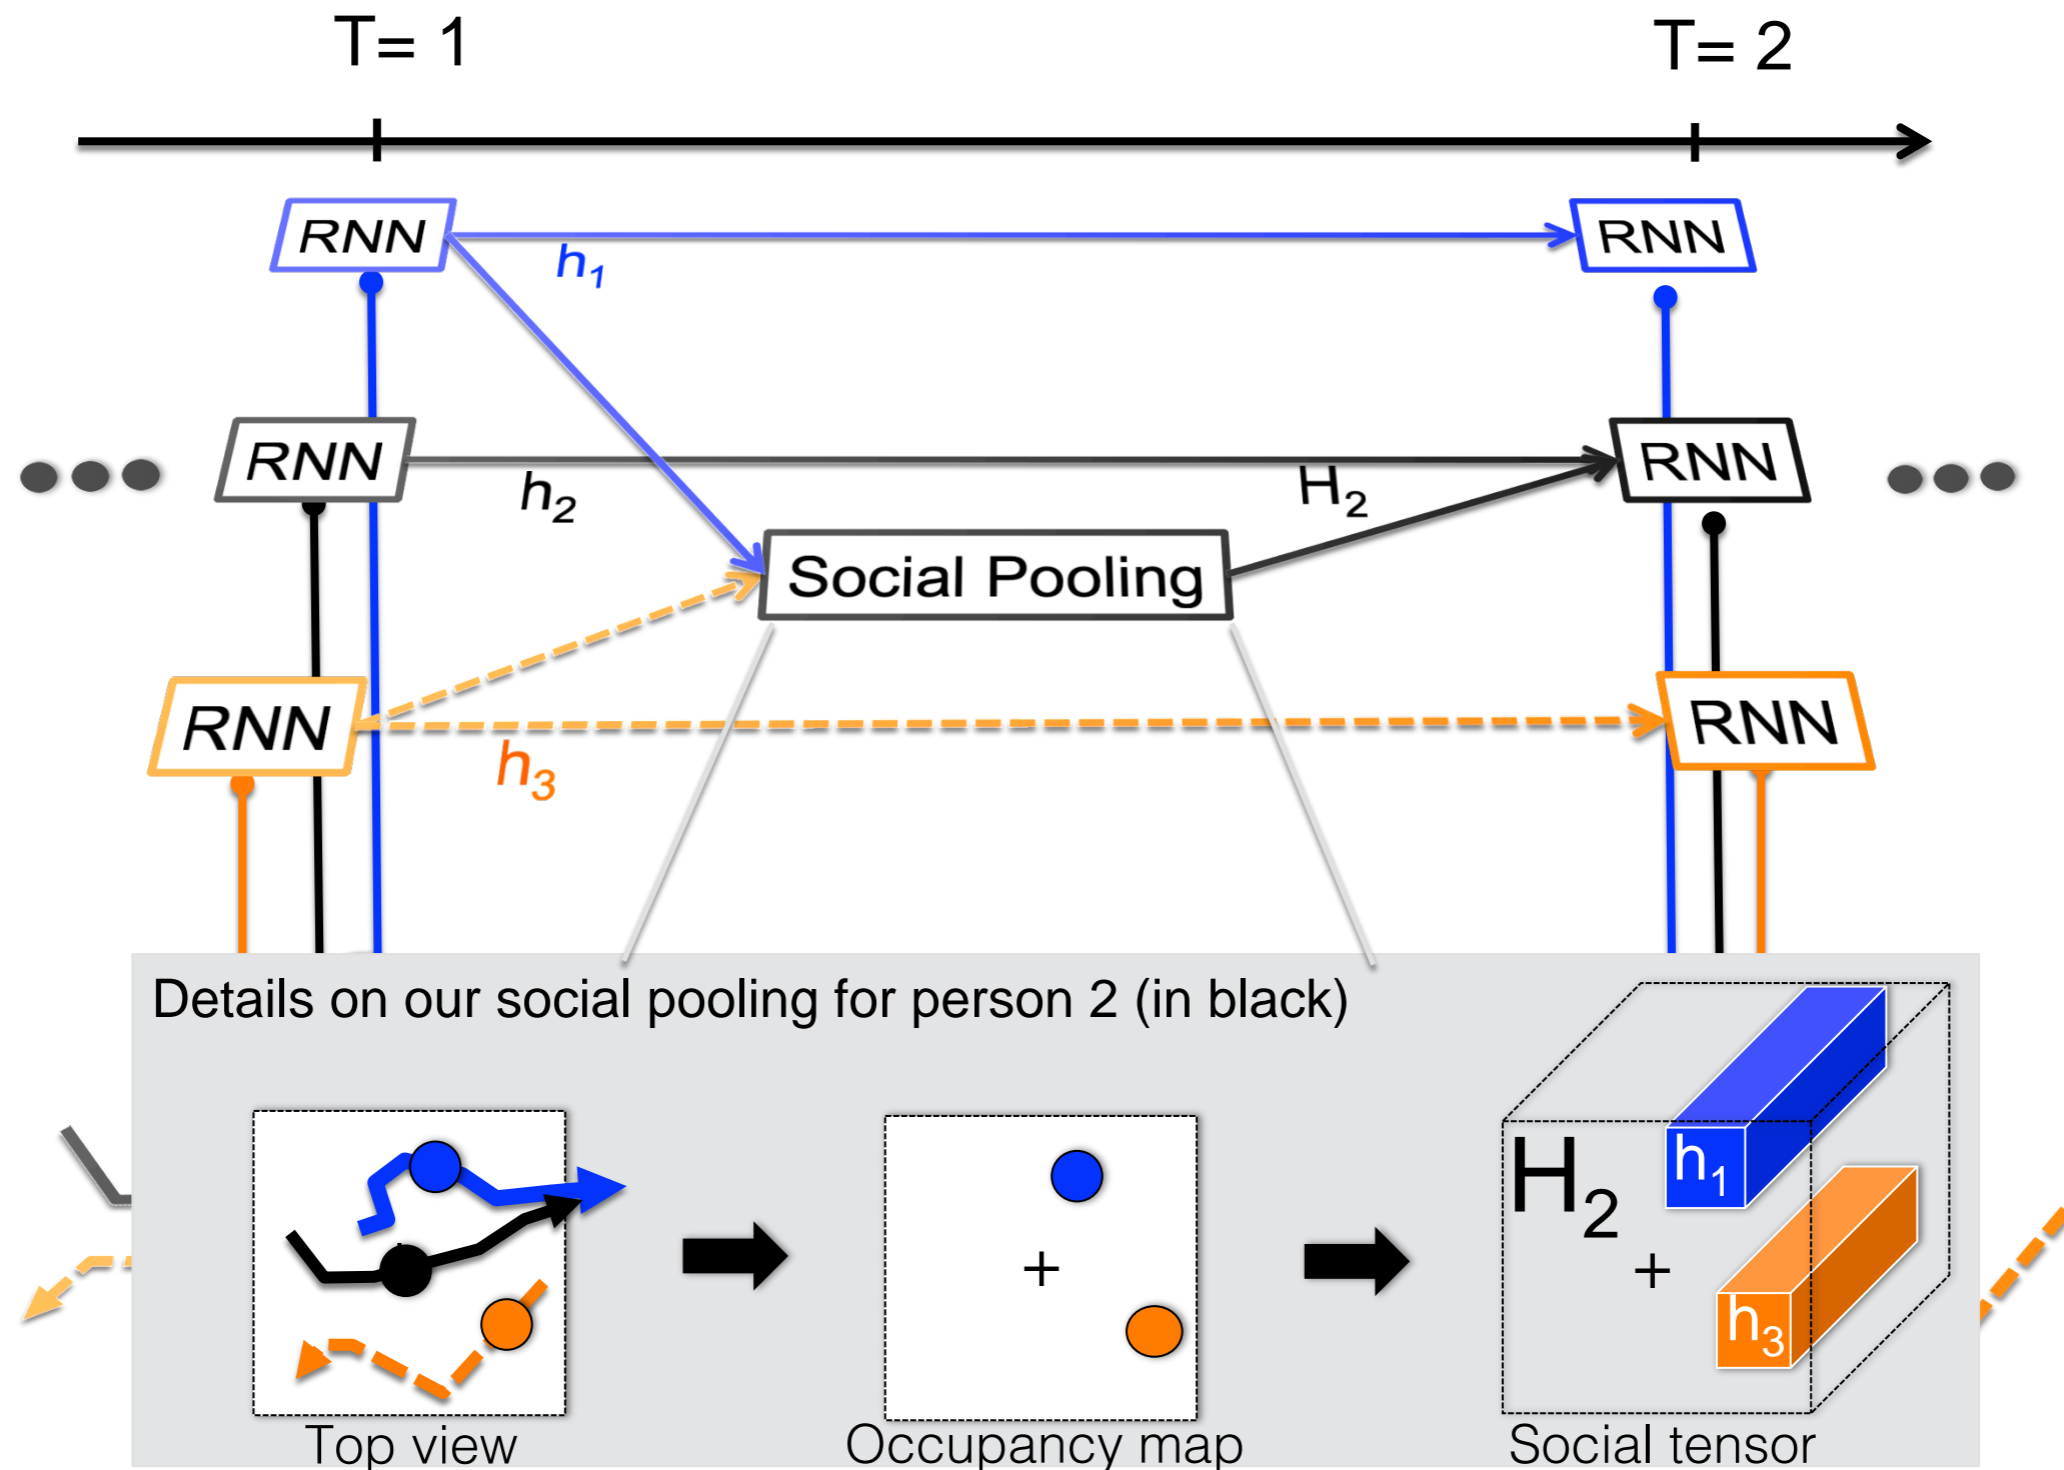 T= 1
T= 2
RNN
RNN
h1
RNN
RNN
h2
H2
Social Pooling
RNN
RNN
h3
Details on our social pooling for person 2 (in black)
H2
h1
+
+
h3
Top view
Occupancy map
Social tensor